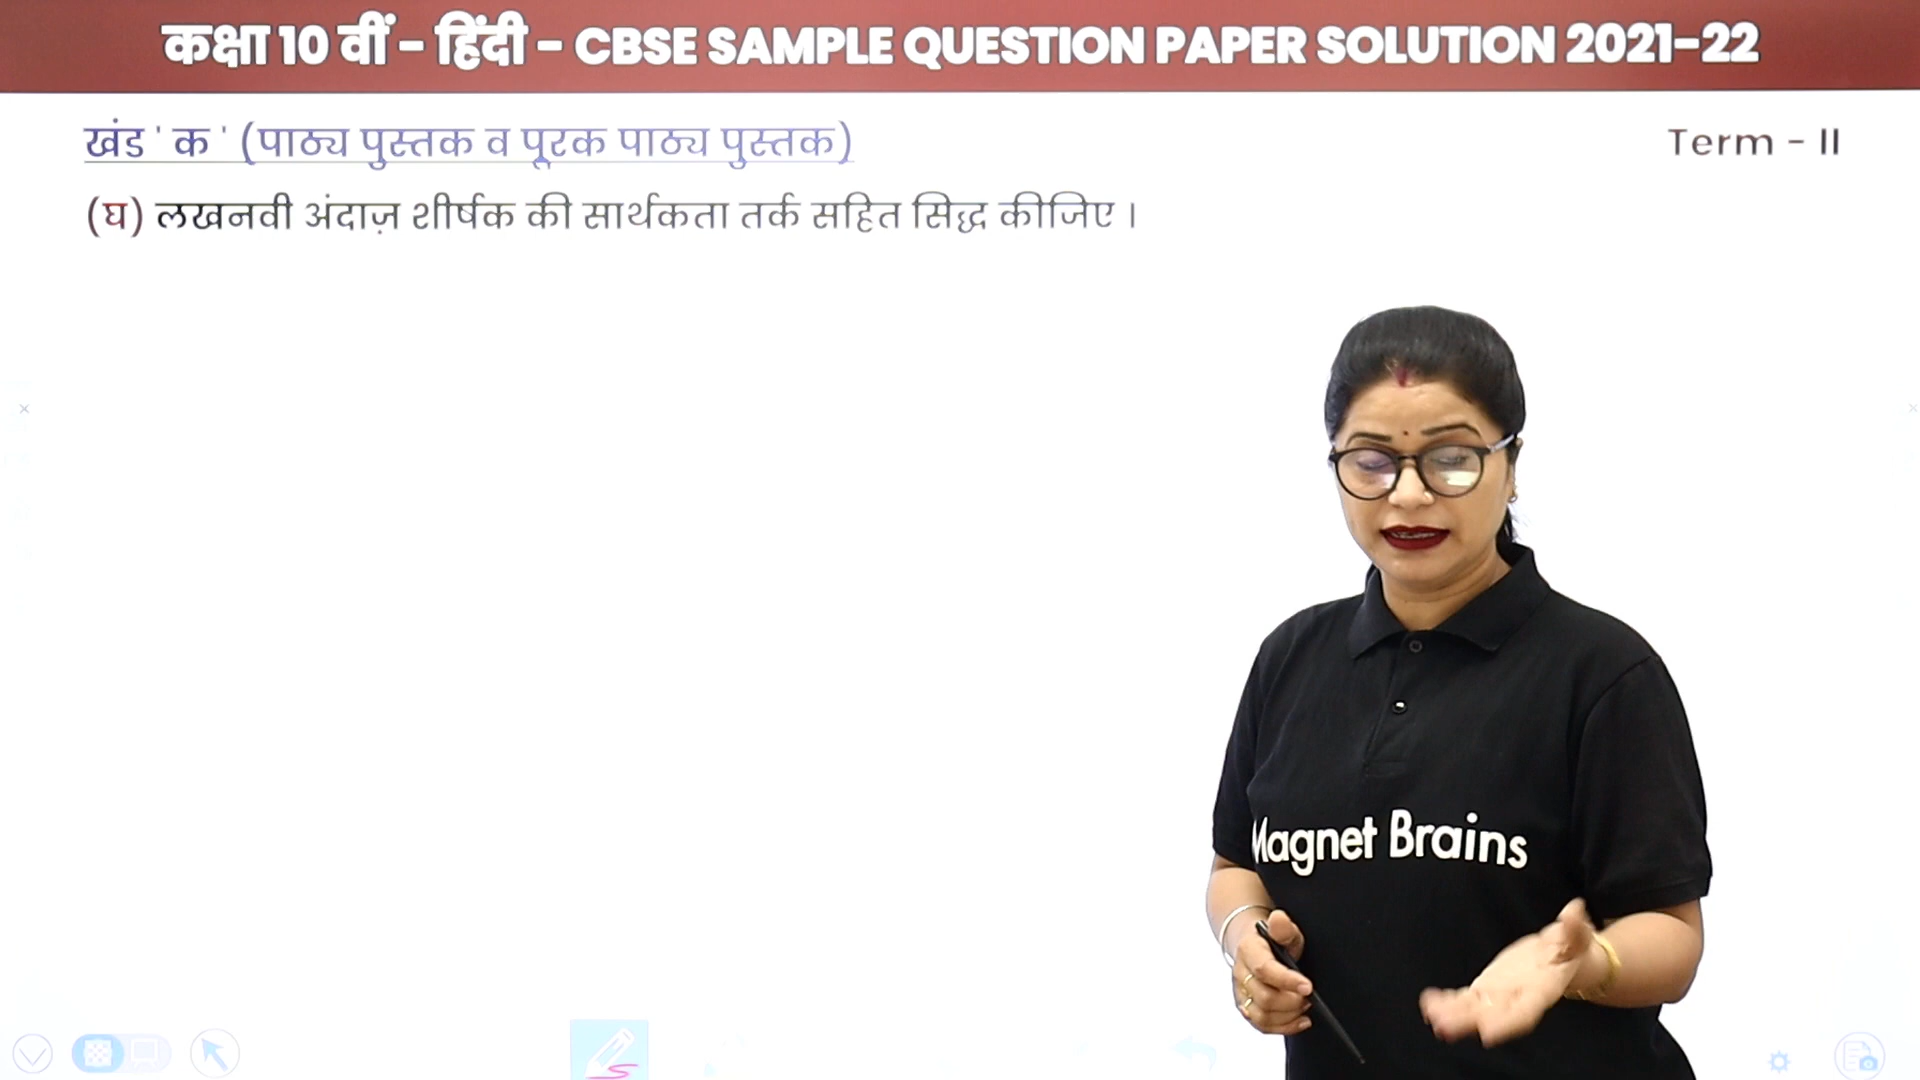 कक्षा 10 वीं - हिंदी - CBSE SAMPLE QUESTION PAPER SOLUTION 2021-22
खंड ' क ' (पाठ्य पुस्तक व पूरक पाठ्य पुस्तक)
Term - II
(घ) लखनवी अंदाज़ शीर्षक की सार्थकता तर्क सहित सिद्ध कीजिए ।
Magnet Brains